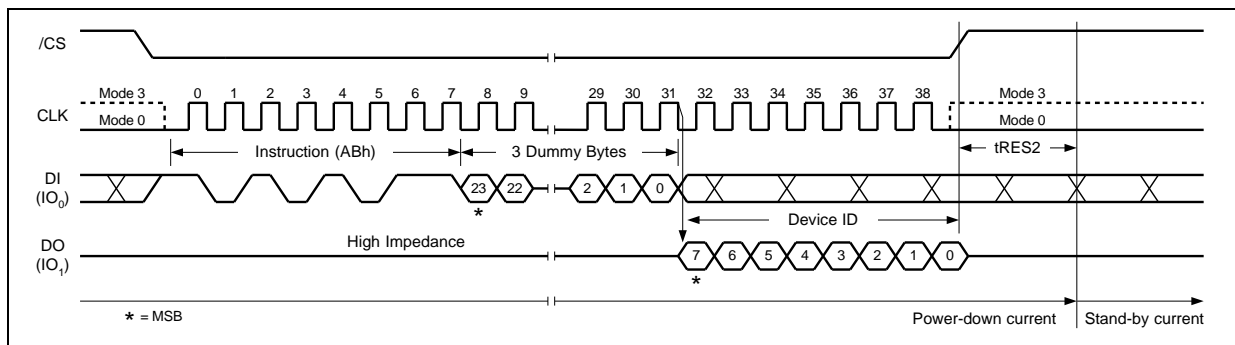 /CS
Mode 3 0 1 2 3 4 5 6 7 8 9 29 30 31 32 33 34 35 36 37 38 Mode 3
CLK
Mode 0 Mode 0
Instruction (ABh) 3 Dummy Bytes tRES2
DI
(IO0)
23 22 2 1 0
*
Device ID
High Impedance
DO
(IO1)
7 6 5 4 3 2 1 0
*
* = MSB
Power-down current Stand-by current